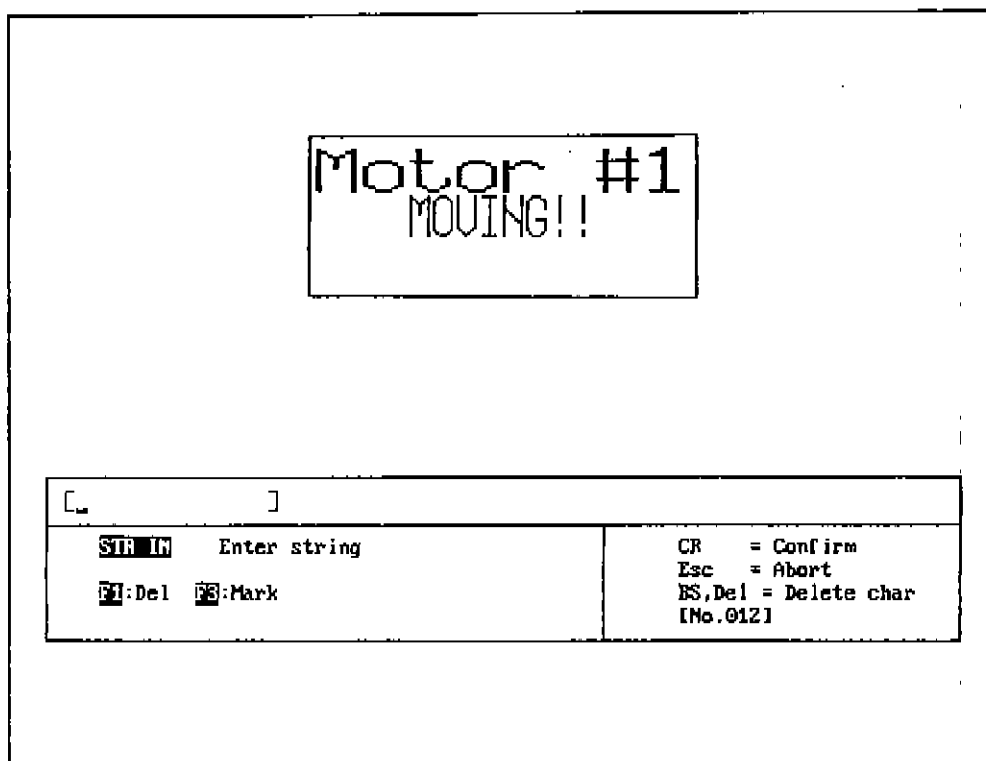 Motor #1
MOVING!!
[_ ]
STR IN Enter string
F1:Del F3:Mark
CR = Confirm
Esc = Abort
BS,Del = Delete char
[No.012]